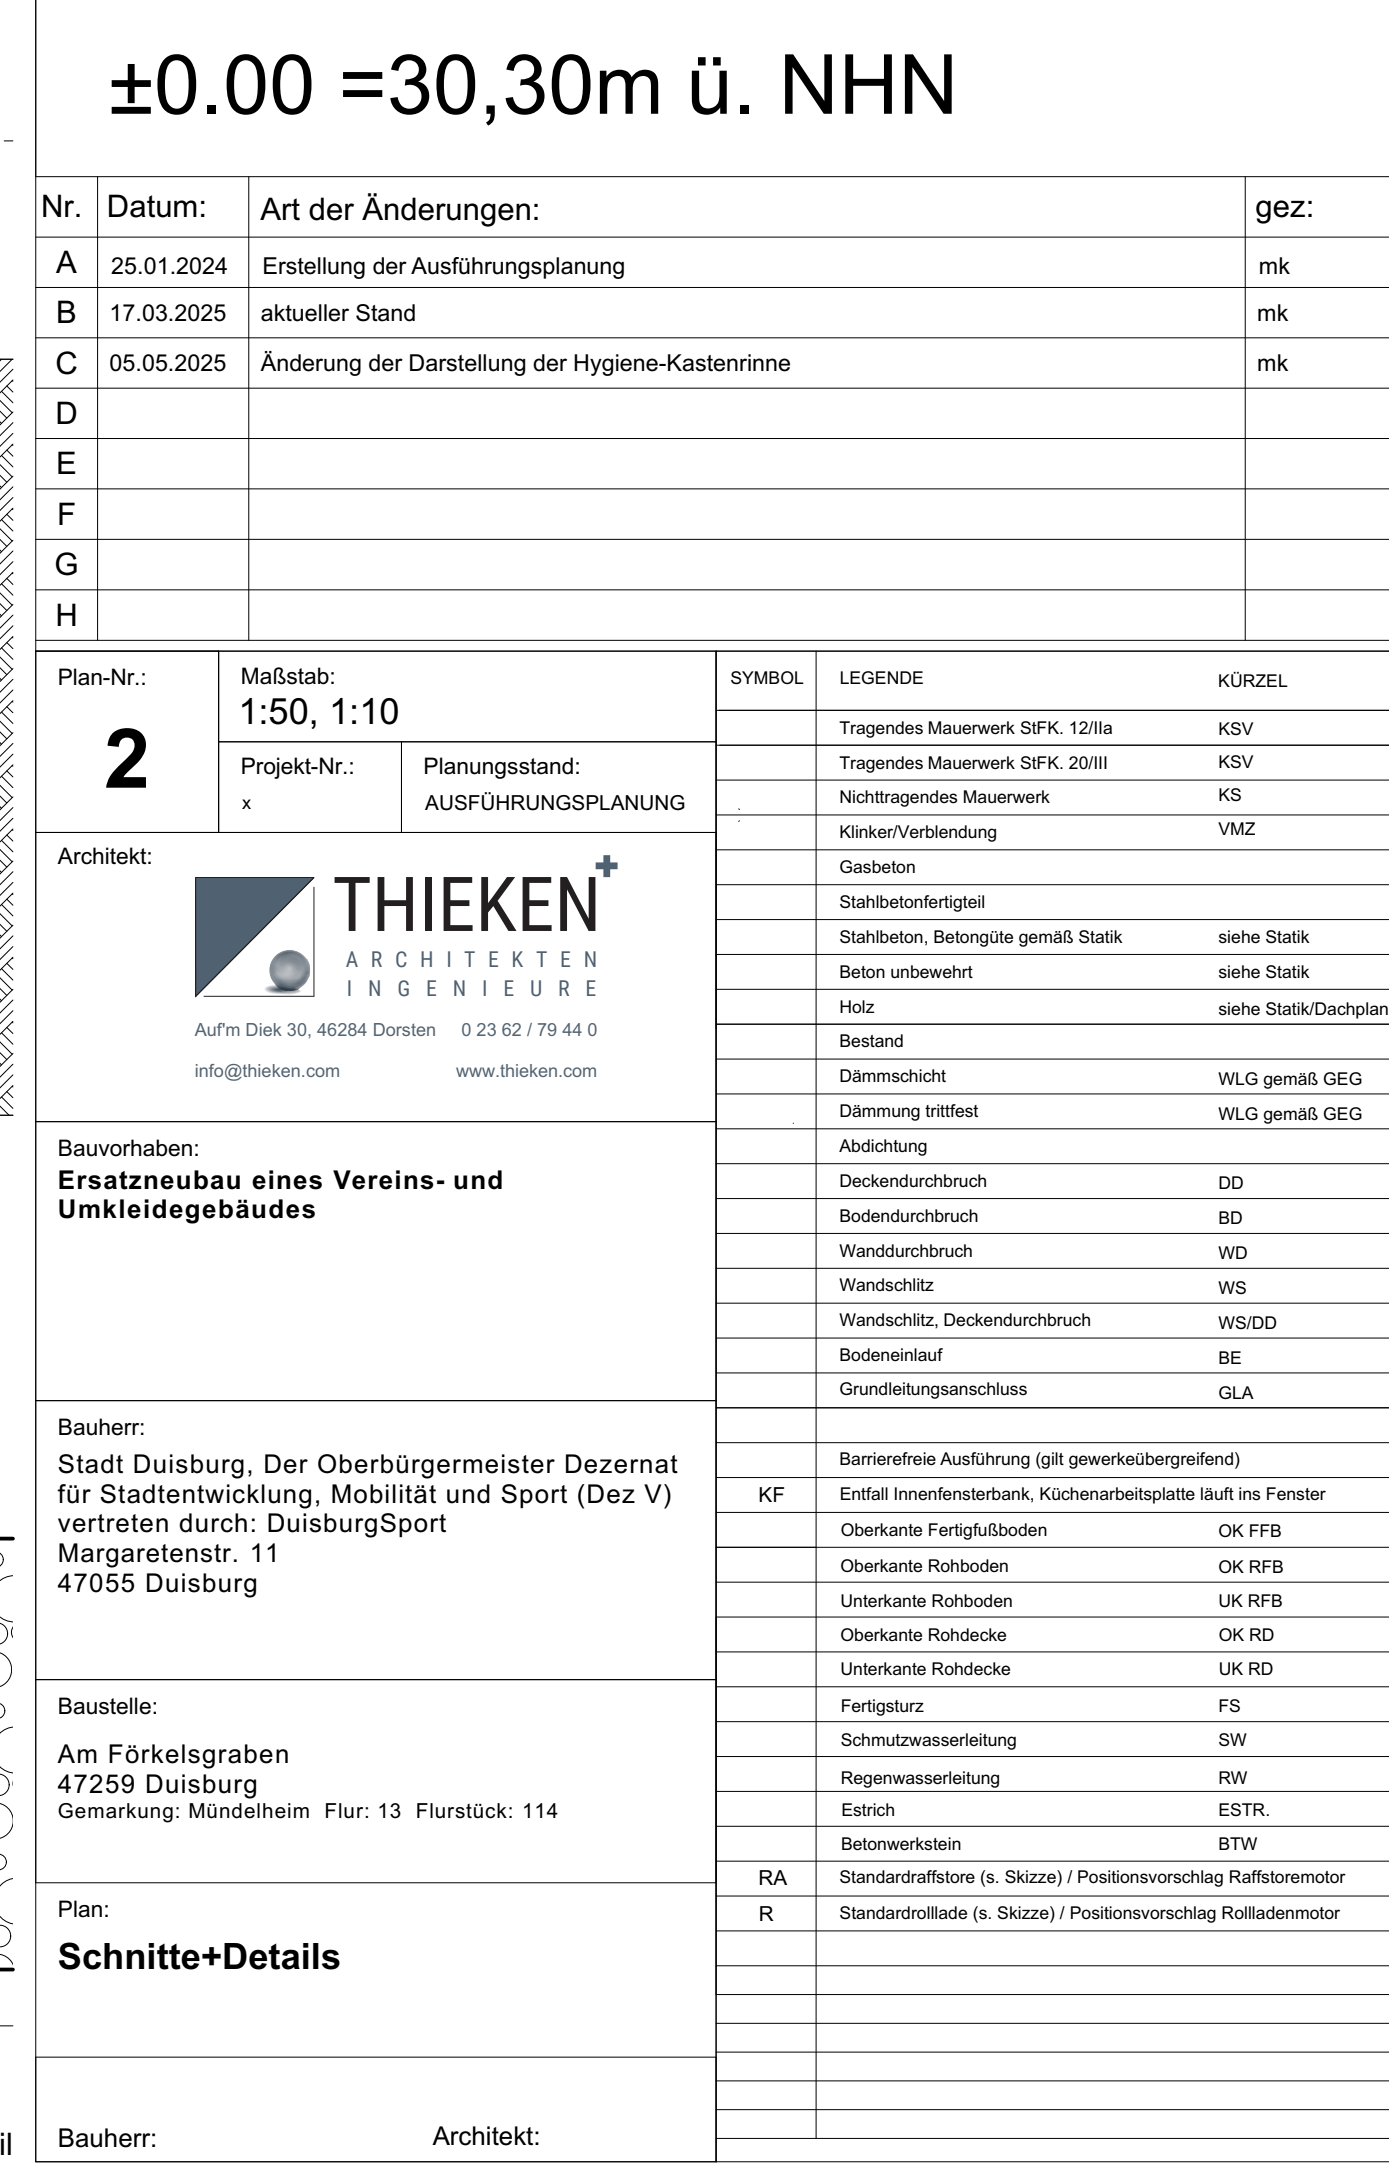 ±0.00 =30,30m ü. NHN
Nr. Datum: Art der Änderungen: gez:
A 25.01.2024 Erstellung der Ausführungsplanung mk
B 17.03.2025 aktueller Stand mk
C 05.05.2025 Änderung der Darstellung der Hygiene-Kastenrinne mk
D
E
F
G
H
Plan-Nr.:
2
Maßstab:
1:50, 1:10
Projekt-Nr.:
x
Planungsstand:
AUSFÜHRUNGSPLANUNG
Architekt:
THIEKEN+
ARCHITEKTEN
INGENIEURE
Auf'm Diek 30, 46284 Dorsten 0 23 62 / 79 44 0
info@thieken.com www.thieken.com
Bauvorhaben:
Ersatzneubau eines Vereins- und
Umkleidegebäudes
Bauherr:
Stadt Duisburg, Der Oberbürgermeister Dezernat
für Stadtentwicklung, Mobilität und Sport (Dez V)
vertreten durch: DuisburgSport
Margaretenstr. 11
47055 Duisburg
Baustelle:
Am Förkelsgraben
47259 Duisburg
Gemarkung: Mündelheim Flur: 13 Flurstück: 114
Plan:
Schnitte+Details
Bauherr: Architekt:
SYMBOL LEGENDE KÜRZEL
Tragendes Mauerwerk StFK. 12/IIa KSV
Tragendes Mauerwerk StFK. 20/III KSV
Nichttragendes Mauerwerk KS
Klinker/Verblendung VMZ
Gasbeton
Stahlbetonfertigteil
Stahlbeton, Betongüte gemäß Statik siehe Statik
Beton unbewehrt siehe Statik
Holz siehe Statik/Dachplan
Bestand
Dämmschicht WLG gemäß GEG
Dämmung trittfest WLG gemäß GEG
Abdichtung
Deckendurchbruch DD
Bodendurchbruch BD
Wanddurchbruch WD
Wandschlitz WS
Wandschlitz, Deckendurchbruch WS/DD
Bodeneinlauf BE
Grundleitungsanschluss GLA
Barrierefreie Ausführung (gilt gewerkeübergreifend)
KF Entfall Innenfensterbank, Küchenarbeitsplatte läuft ins Fenster
Oberkante Fertigfußboden OK FFB
Oberkante Rohboden OK RFB
Unterkante Rohboden UK RFB
Oberkante Rohdecke OK RD
Unterkante Rohdecke UK RD
Fertigsturz FS
Schmutzwasserleitung SW
Regenwasserleitung RW
Estrich ESTR.
Betonwerkstein BTW
RA Standardraffstore (s. Skizze) / Positionsvorschlag Raffstoremotor
R Standardrolllade (s. Skizze) / Positionsvorschlag Rollladenmotor
il